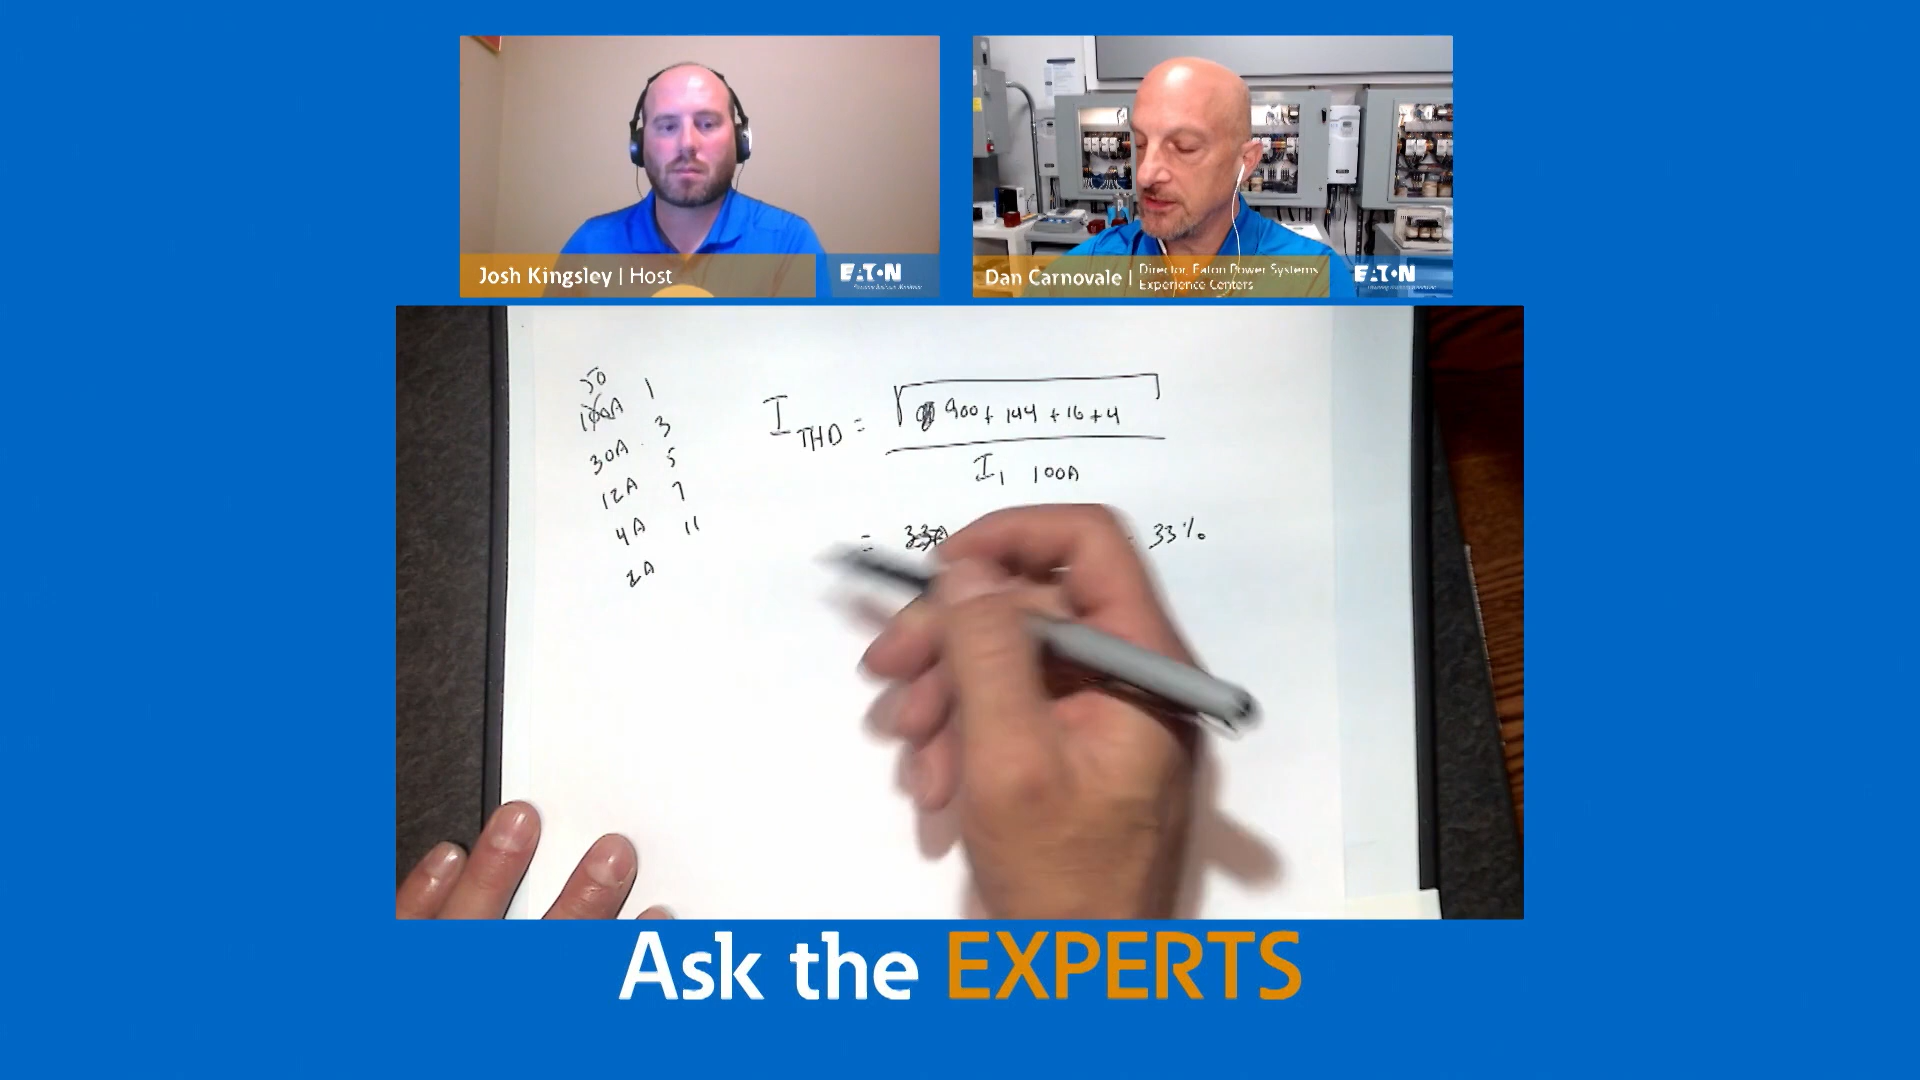 Josh Kingsley | Host
EATON
Dan Carnovale | Director, Eaton Power Systems
Experience Centers
EATON
50
100A 1
30A 3
12A 5
4A 7
2A 11
I THD = √ 900 + 144 + 16 + 4
I1 100A
= 33% 
Ask the EXPERTS